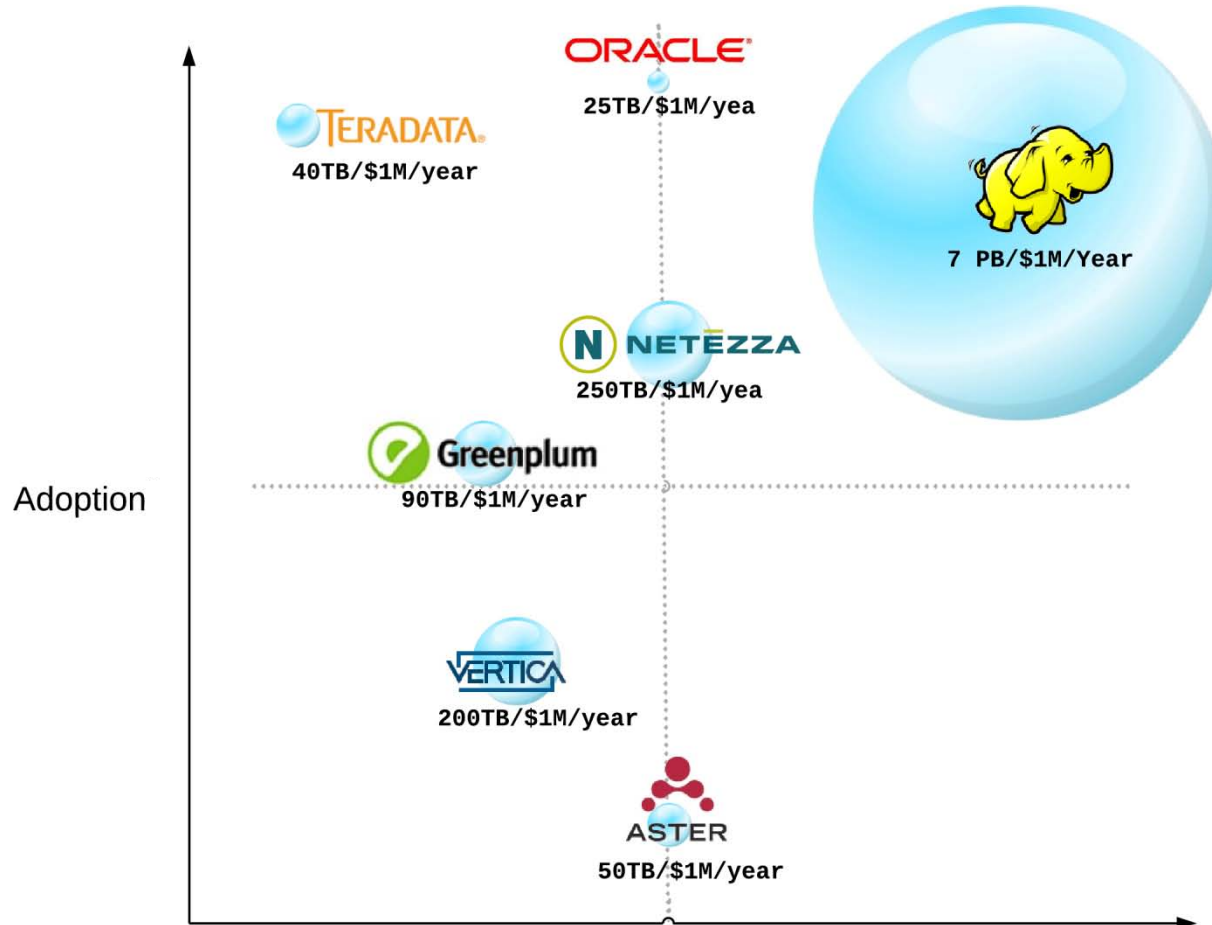 ORACLE®
25TB/$1M/yea
TERADATA®
40TB/$1M/year
7 PB/$1M/Year
N NETEZZA
250TB/$1M/yea
Greenplum
90TB/$1M/year
Adoption
VERTICA
200TB/$1M/year
ASTER
50TB/$1M/year